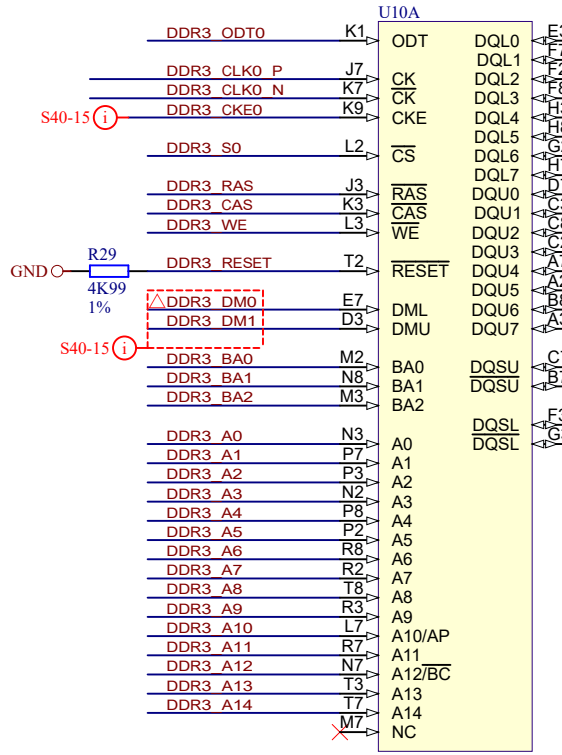 U10A
DDR3_ODT0 K1 ODT DQL0 E3
DQL1
DDR3_CLK0_P J7 CK DQL2
DDR3_CLK0_N K7 CK DQL3
S40-15 i DDR3_CKE0 K9 CKE DQL4
DQL5
DDR3_S0 L2 CS DQL6
DQL7
DDR3_RAS J3 RAS DQU0
DDR3_CAS K3 CAS DQU1
DDR3_WE L3 WE DQU2
DQU3
R29
GND DDR3_RESET T2 RESET DQU4
4K99 DQU5
1%
DDR3_DM0 E7 DML DQU6
DDR3_DM1 D3 DMU DQU7
S40-15 i
DDR3_BA0 M2 BA0 DQSU
DDR3_BA1 N8 BA1 DQSU
DDR3_BA2 M3 BA2
DQSL
DDR3_A0 N3 A0 DQSL
DDR3_A1 P7 A1
DDR3_A2 P3 A2
DDR3_A3 N2 A3
DDR3_A4 P8 A4
DDR3_A5 P2 A5
DDR3_A6 R8 A6
DDR3_A7 R2 A7
DDR3_A8 T8 A8
DDR3_A9 R3 A9
DDR3_A10 L7 A10/AP
DDR3_A11 R7 A11
DDR3_A12 N7 A12/BC
DDR3_A13 T3 A13
DDR3_A14 T7 A14
M7 NC